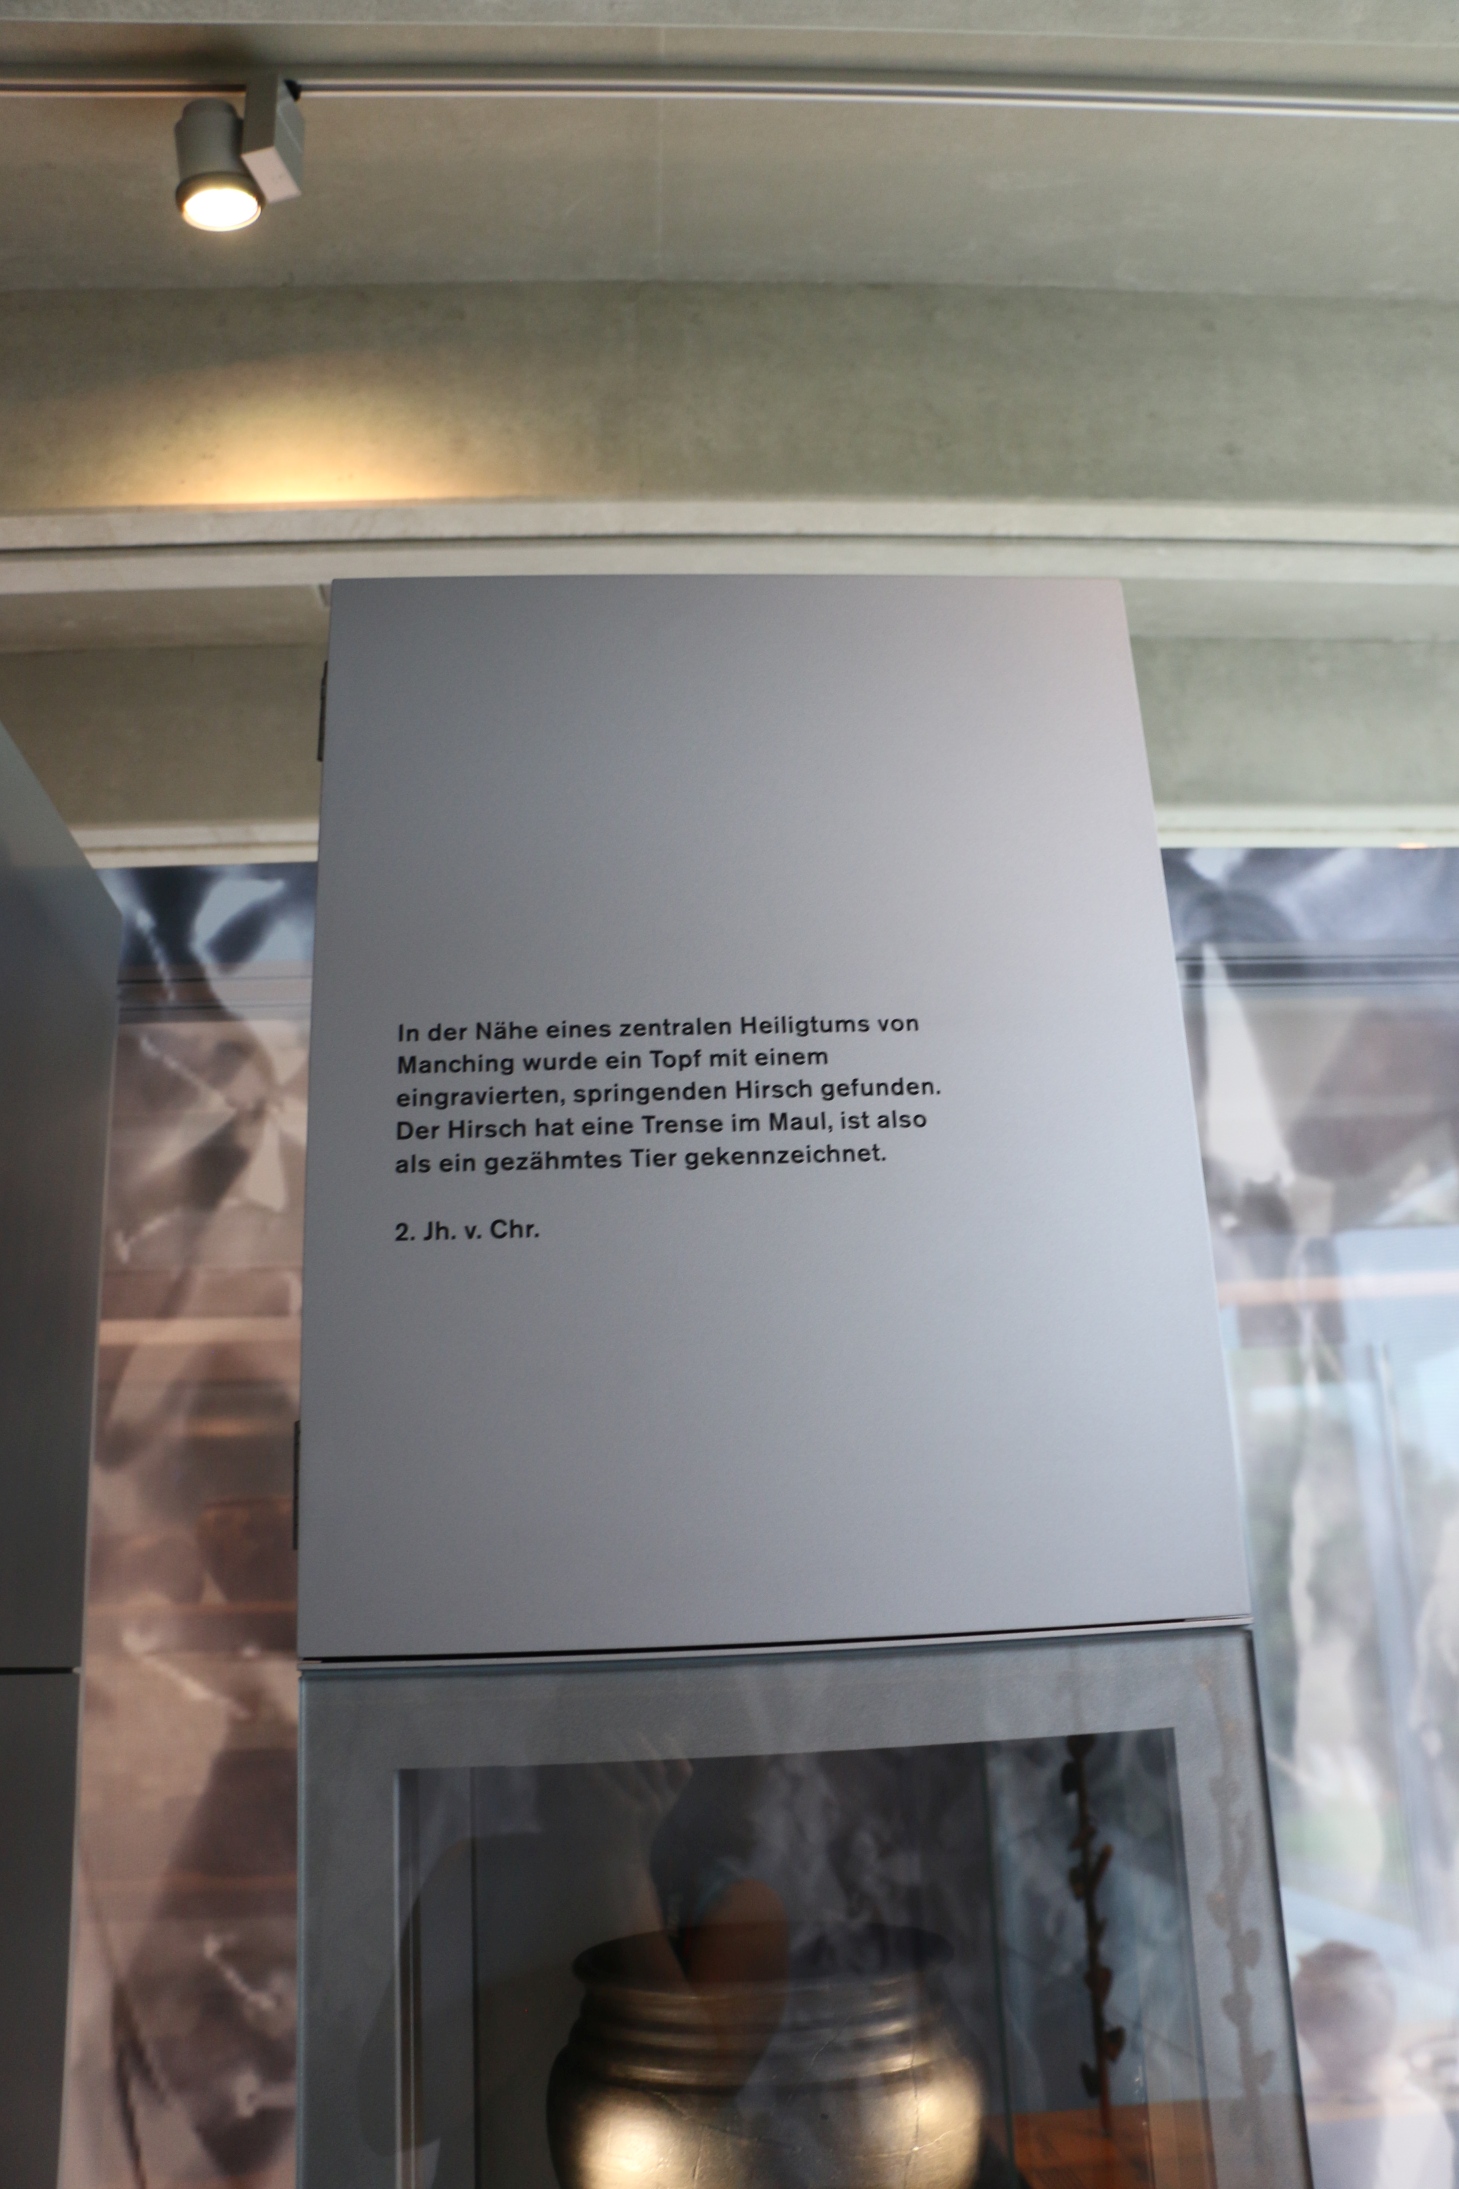 In der Nähe eines zentralen Heiligtums von
Manching wurde ein Topf mit einem
eingravierten, springenden Hirsch gefunden.
Der Hirsch hat eine Trense im Maul, ist also
als ein gezähmtes Tier gekennzeichnet.
2. Jh. v. Chr.